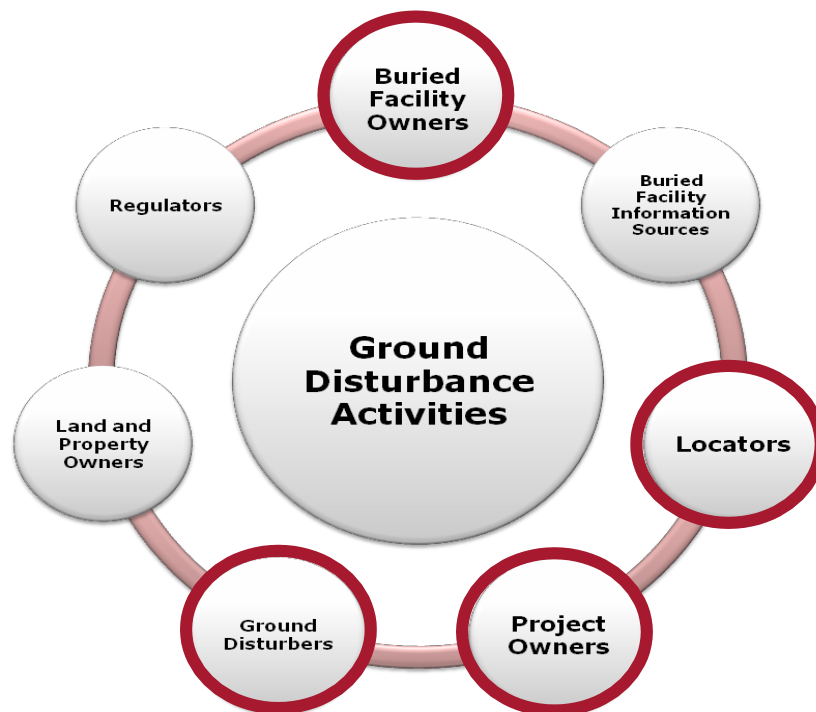 Buried
Facility
Owners
Buried
Facility
Information
Sources
Regulators
Ground
Disturbance
Activities
Land and
Property
Owners
Locators
Ground
Disturbers
Project
Owners